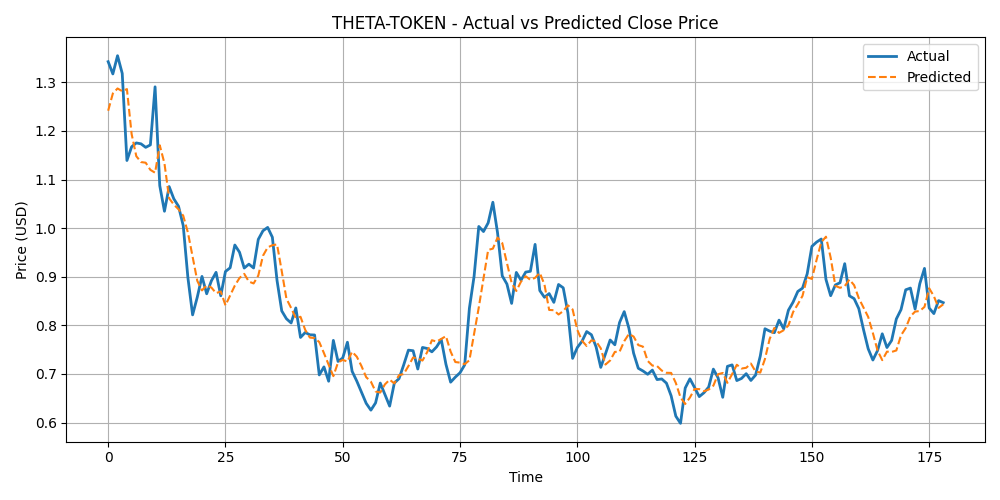 THETA-TOKEN - Actual vs Predicted Close Price
Actual
Predicted
Price (USD)
1.3
1.2
1.1
1.0
0.9
0.8
0.7
0.6
0 25 50 75 100 125 150 175
Time